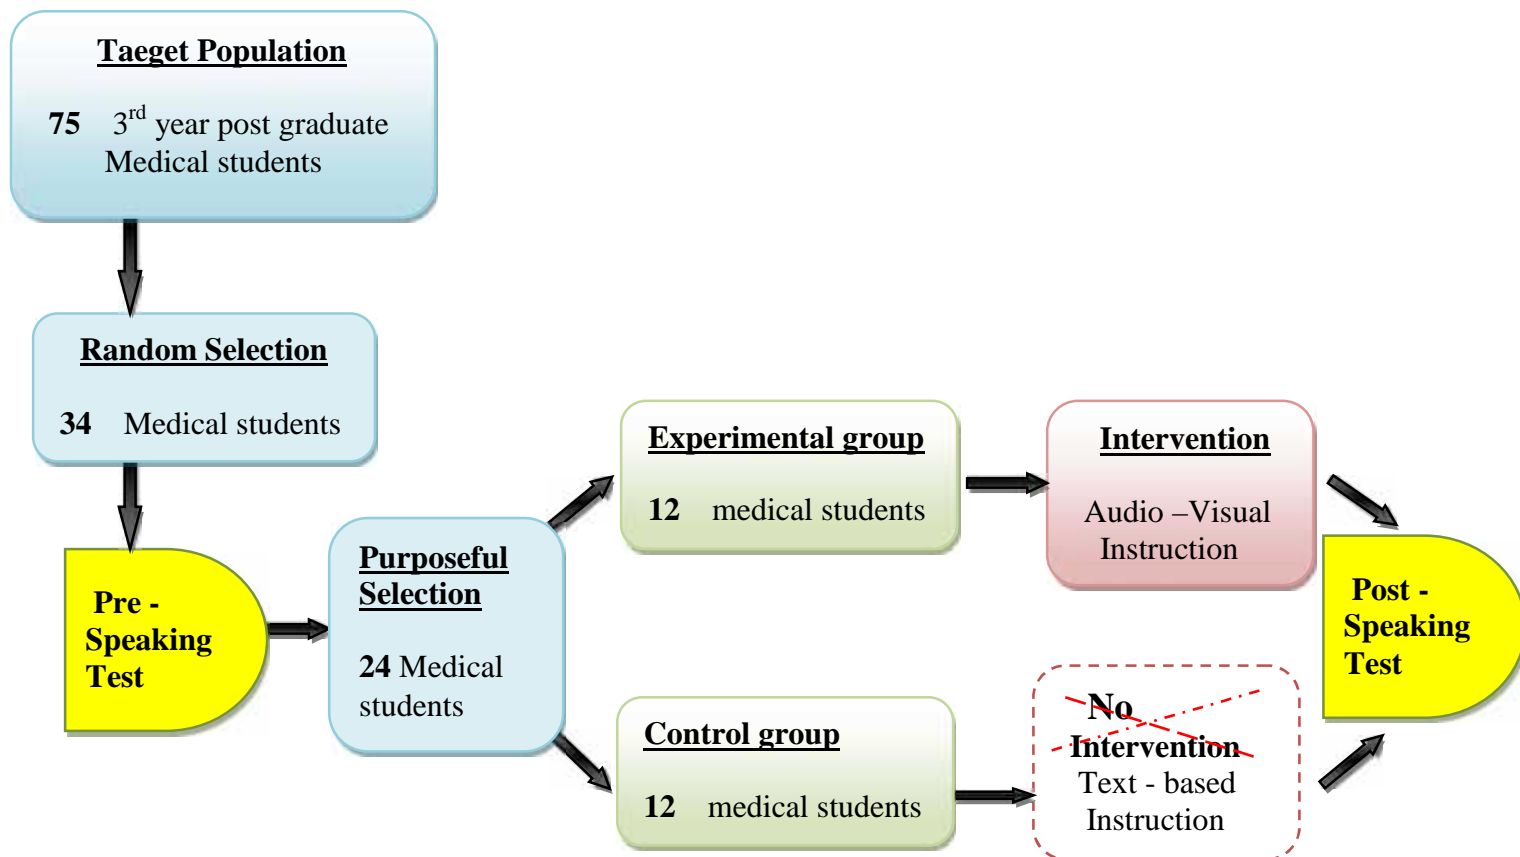 Taeget Population
75 3rd year post graduate
Medical students
Random Selection
34 Medical students
Pre -
Speaking
Test
Purposeful
Selection
24 Medical
students
Experimental group
12 medical students
Control group
12 medical students
Intervention
Audio –Visual
Instruction
No
Intervention
Text - based
Instruction
Post -
Speaking
Test